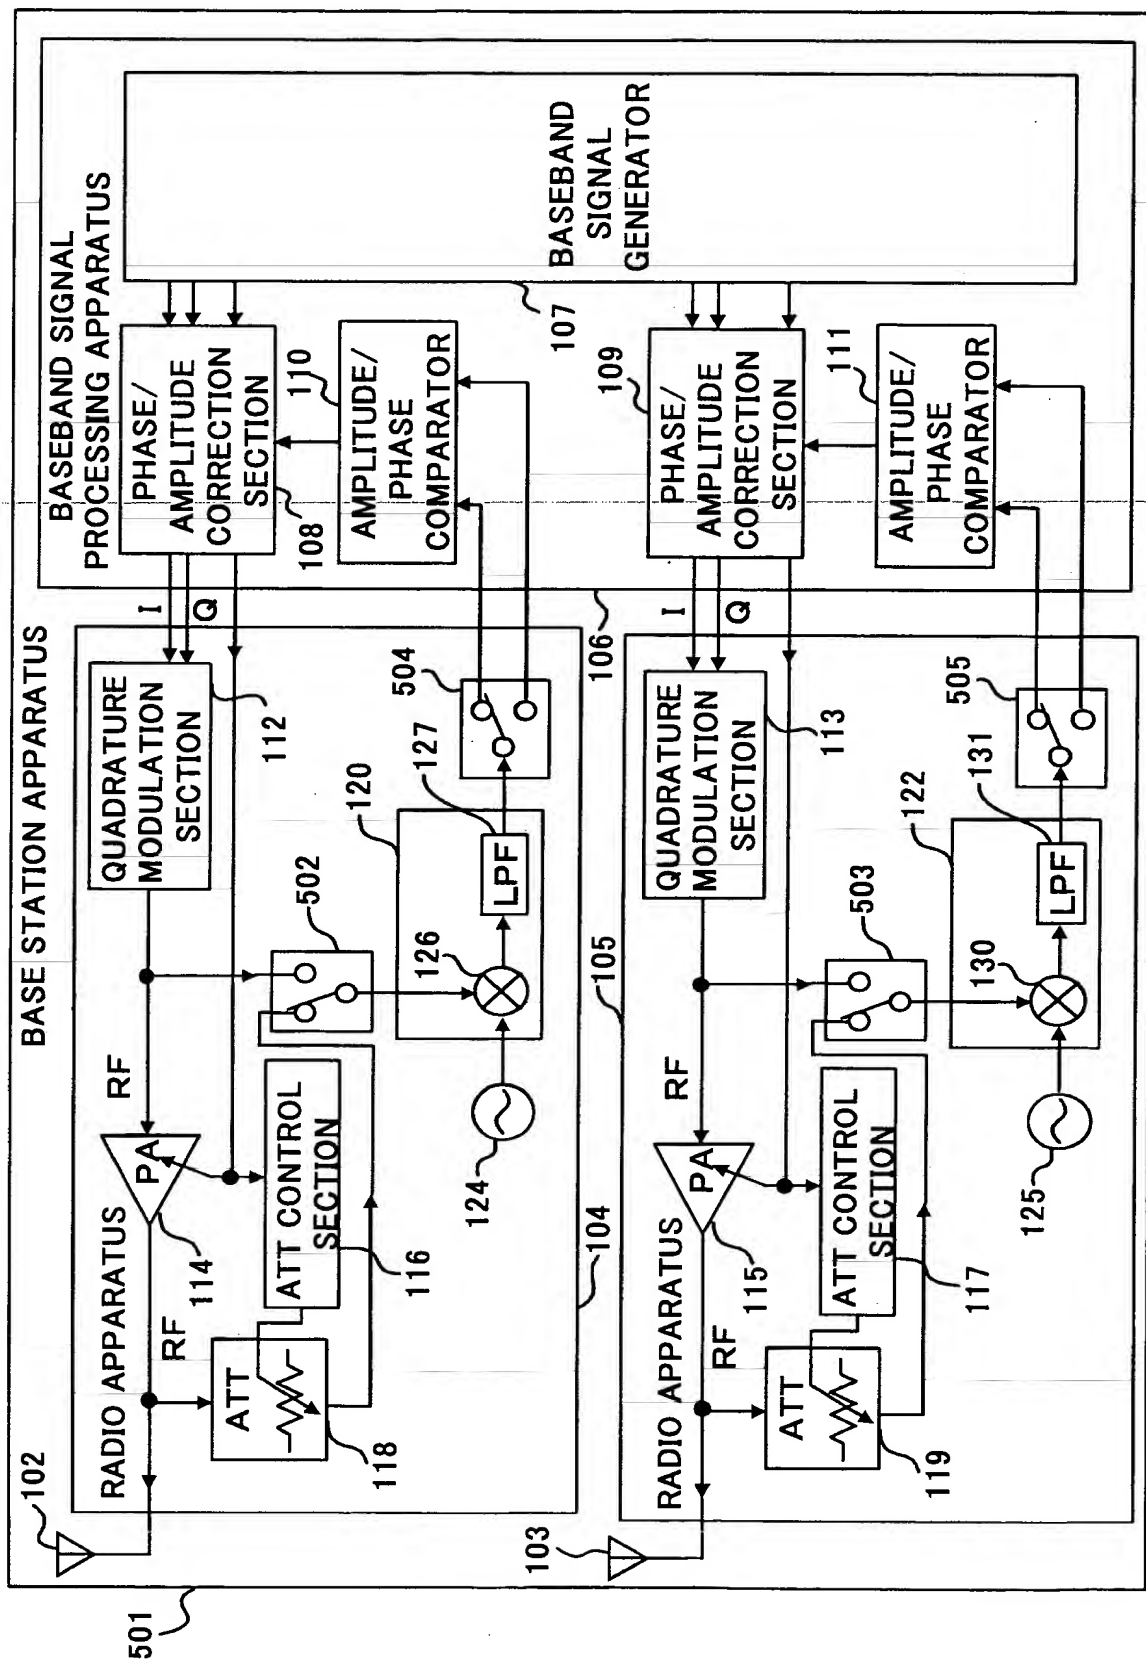 501
BASE STATION APPARATUS
102
RADIO APPARATUS
RF
114
PA
RF
QUADRATURE
MODULATION
SECTION
112
I
Q
BASEBAND SIGNAL
PROCESSING APPARATUS
PHASE/
AMPLITUDE
CORRECTION
SECTION
108
ATT
118
ATT CONTROL
SECTION
116
502
120
126
127
LPF
124
504
110
AMPLITUDE/
PHASE
COMPARATOR
104
107
BASEBAND
SIGNAL
GENERATOR
106
103
105
RADIO APPARATUS
RF
115
PA
RF
QUADRATURE
MODULATION
SECTION
113
I
Q
109
PHASE/
AMPLITUDE
CORRECTION
SECTION
ATT
119
ATT CONTROL
SECTION
117
503
122
130
131
LPF
125
505
111
AMPLITUDE/
PHASE
COMPARATOR